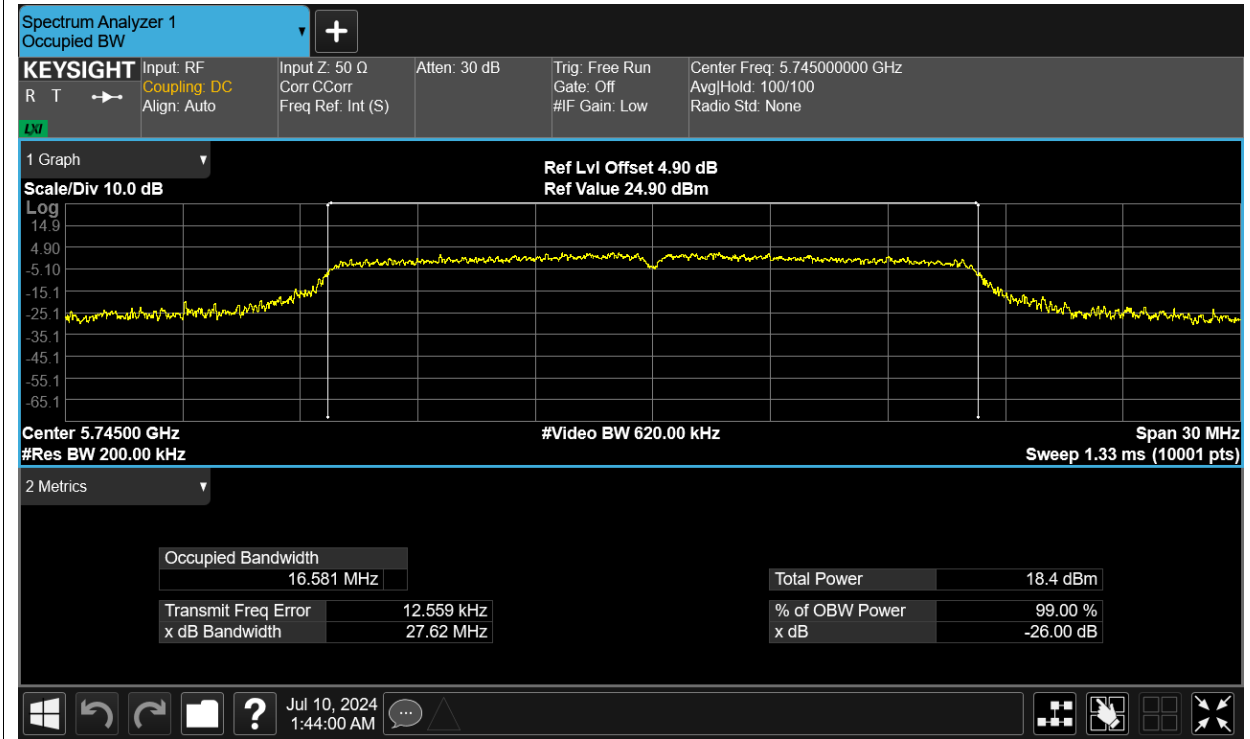 Spectrum Analyzer 1
Occupied BW
KEYSIGHT
R T
LXI
Input: RF
Coupling: DC
Align: Auto
Input Z: 50 Ω
Corr CCorr
Freq Ref: Int (S)
Atten: 30 dB
Trig: Free Run
Gate: Off
#IF Gain: Low
Center Freq: 5.745000000 GHz
Avg|Hold: 100/100
Radio Std: None
1 Graph
Scale/Div 10.0 dB
Ref Lvl Offset 4.90 dB
Ref Value 24.90 dBm
Log
14.9
4.90
-5.10
-15.1
-25.1
-35.1
-45.1
-55.1
-65.1
Center 5.74500 GHz
#Res BW 200.00 kHz
#Video BW 620.00 kHz
Span 30 MHz
Sweep 1.33 ms (10001 pts)
2 Metrics
Occupied Bandwidth
16.581 MHz
Transmit Freq Error 12.559 kHz
x dB Bandwidth 27.62 MHz
Total Power 18.4 dBm
% of OBW Power 99.00 %
x dB -26.00 dB
?
Jul 10, 2024
1:44:00 AM